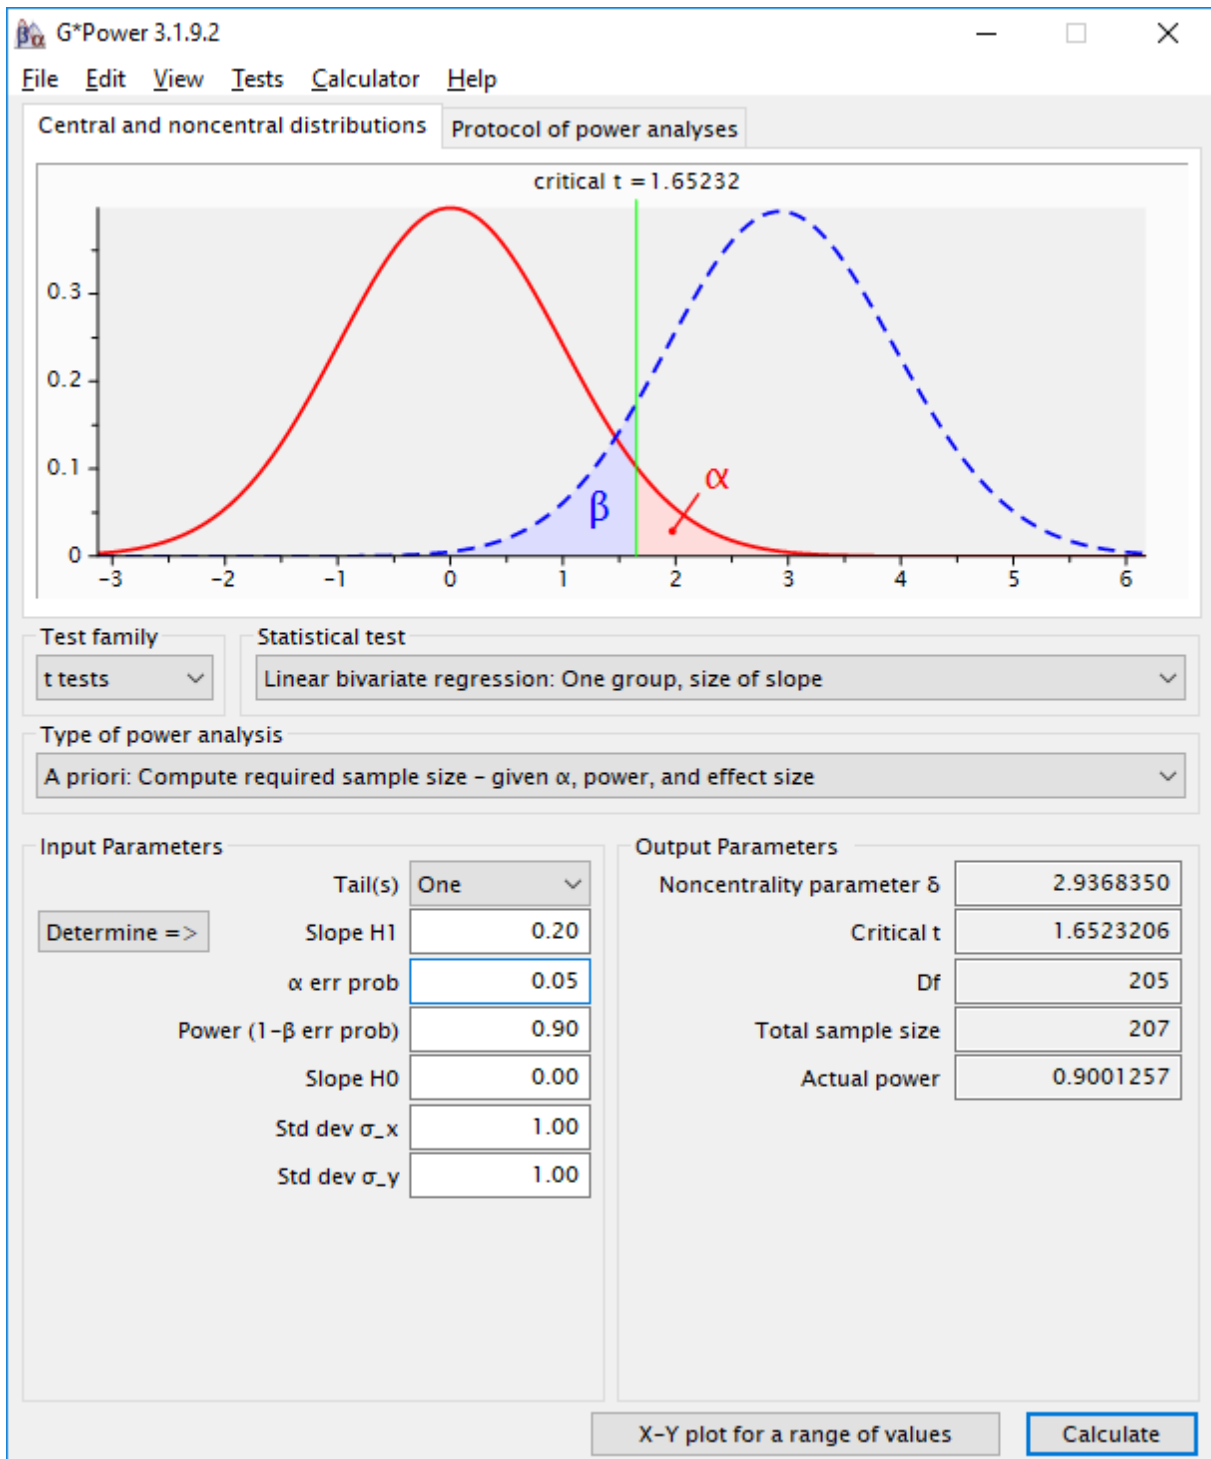 G*Power 3.1.9.2
File Edit View Tests Calculator Help
Central and noncentral distributions Protocol of power analyses
critical t = 1.65232
0.3
0.2
0.1
0
β
α
-3 -2 -1 0 1 2 3 4 5 6
Test family
Statistical test
t tests
Linear bivariate regression: One group, size of slope
Type of power analysis
A priori: Compute required sample size – given α, power, and effect size
Input Parameters
Tail(s) One
Determine => Slope H1 0.20
α err prob 0.05
Power (1-β err prob) 0.90
Slope H0 0.00
Std dev σ_x 1.00
Std dev σ_y 1.00
Output Parameters
Noncentrality parameter δ 2.9368350
Critical t 1.6523206
Df 205
Total sample size 207
Actual power 0.9001257
X-Y plot for a range of values Calculate